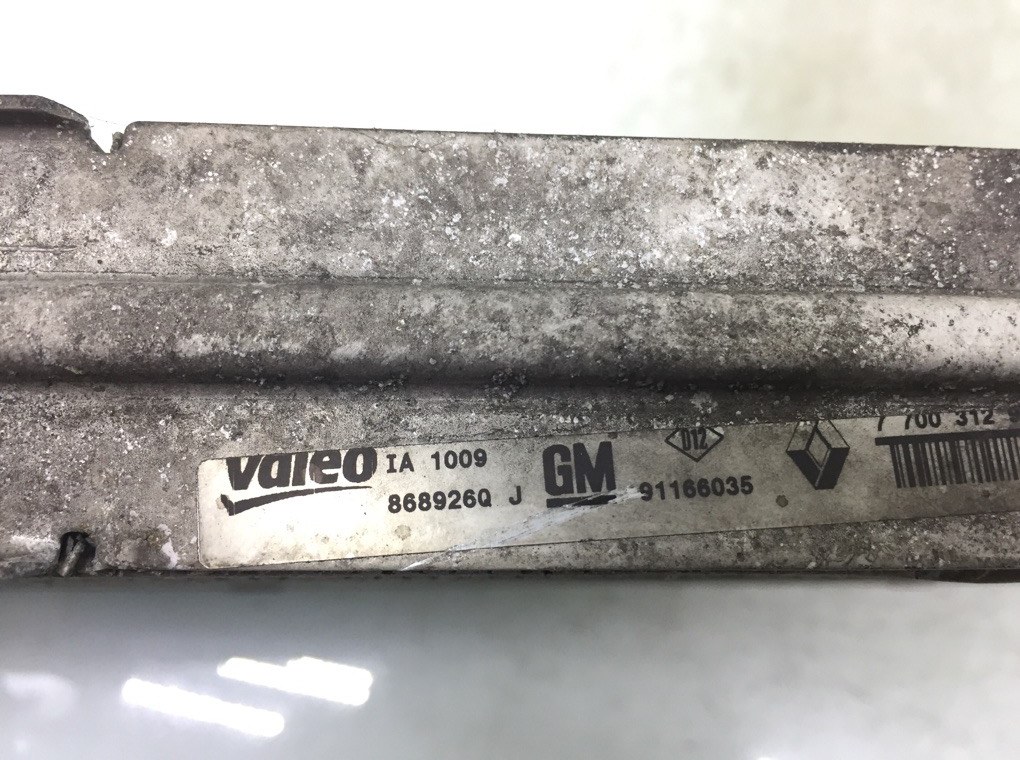 valeo IA 1009
868926Q J
GM
91166035
D12
7 700 312